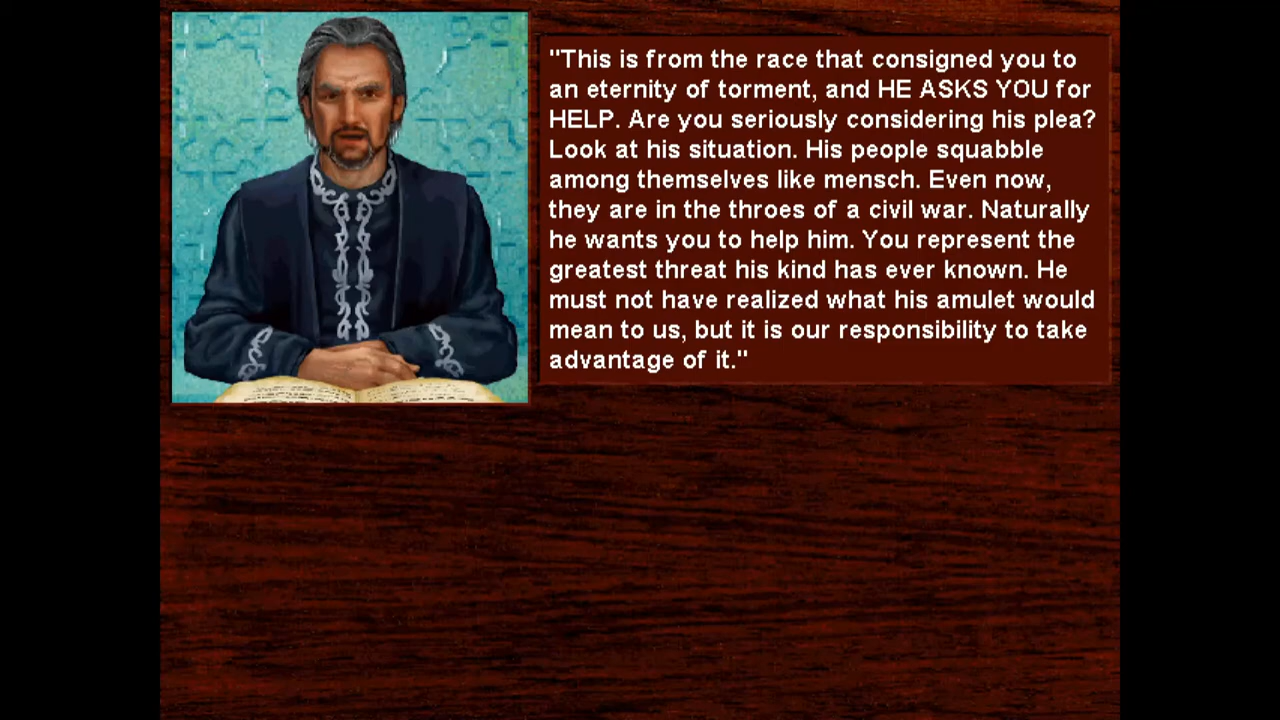 "This is from the race that consigned you to
an eternity of torment, and HE ASKS YOU for
HELP. Are you seriously considering his plea?
Look at his situation. His people squabble
among themselves like mensch. Even now,
they are in the throes of a civil war. Naturally
he wants you to help him. You represent the
greatest threat his kind has ever known. He
must not have realized what his amulet would
mean to us, but it is our responsibility to take
advantage of it."